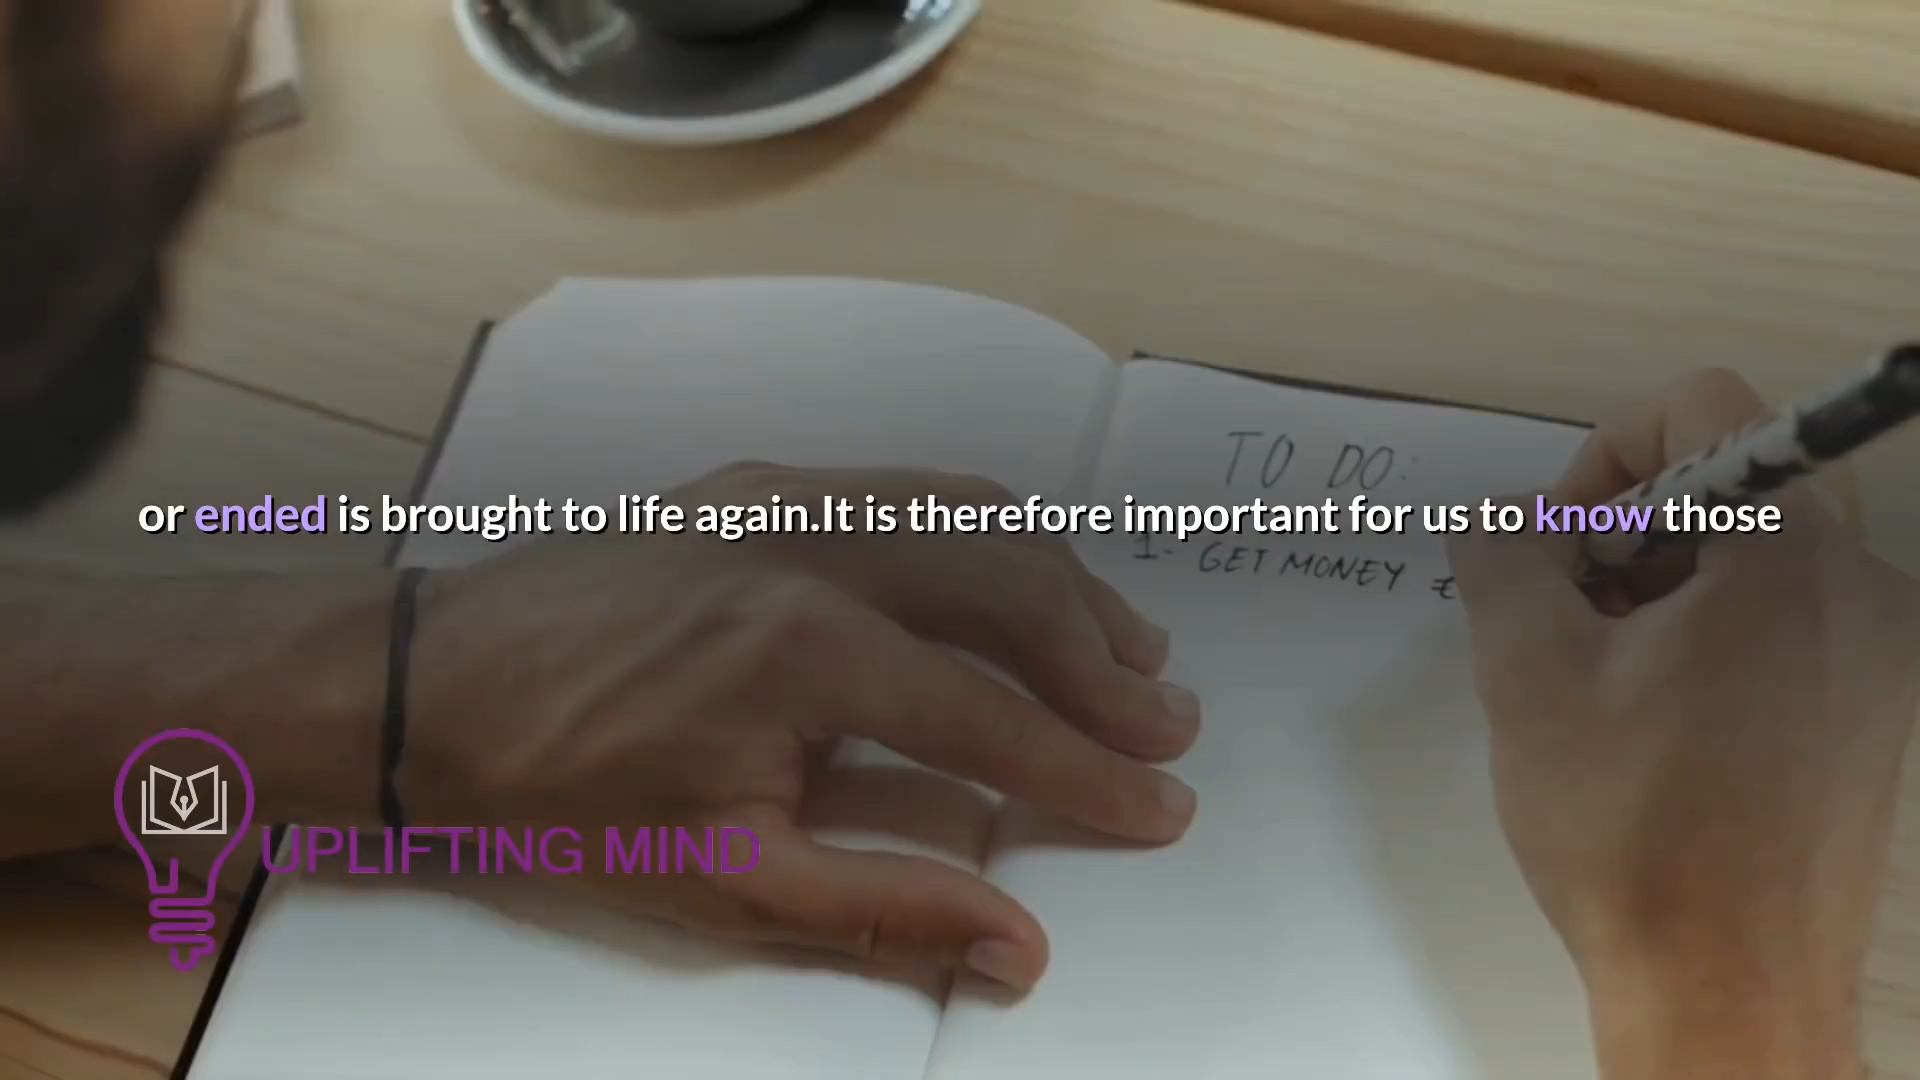 TO DO:
or ended is brought to life again.It is therefore important for us to know those
1- GET MONEY
UPLIFTING MIND